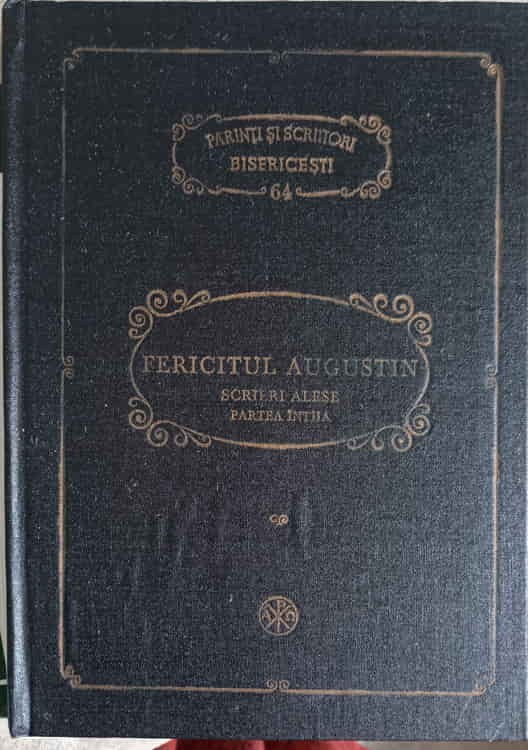 PĂRINȚI ȘI SCRIITORI
BISERICEȘTI
64
FERICITUL AUGUSTIN
SCRIERI ALESE
PARTEA ÎNTÎIA